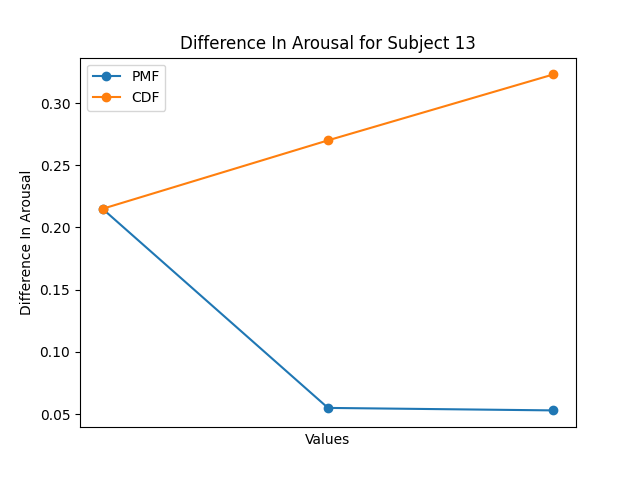 Difference In Arousal for Subject 13
PMF
CDF
0.30
0.25
0.20
0.15
0.10
0.05
Difference In Arousal
Values